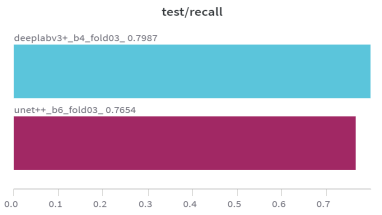 test/recall
deeplabv3+_b4_fold03_ 0.7987
unet++_b6_fold03_ 0.7654
0.0 0.1 0.2 0.3 0.4 0.5 0.6 0.7